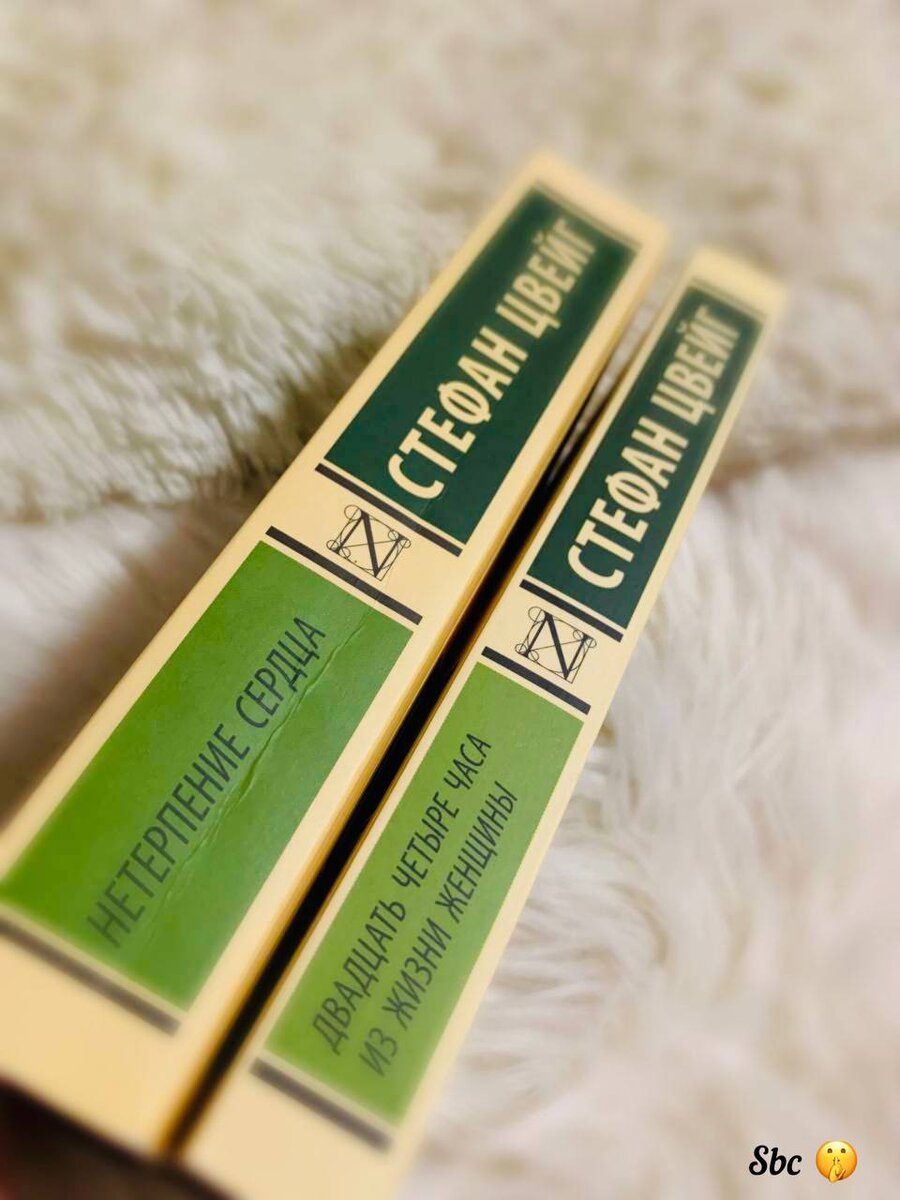 СТЕФАН ЦВЕЙГ
N
НЕТЕРПЕНИЕ СЕРДЦА
СТЕФАН ЦВЕЙГ
N
ДВАДЦАТЬ ЧЕТЫРЕ ЧАСА
ИЗ ЖИЗНИ ЖЕНЩИНЫ
Sbc 🤫